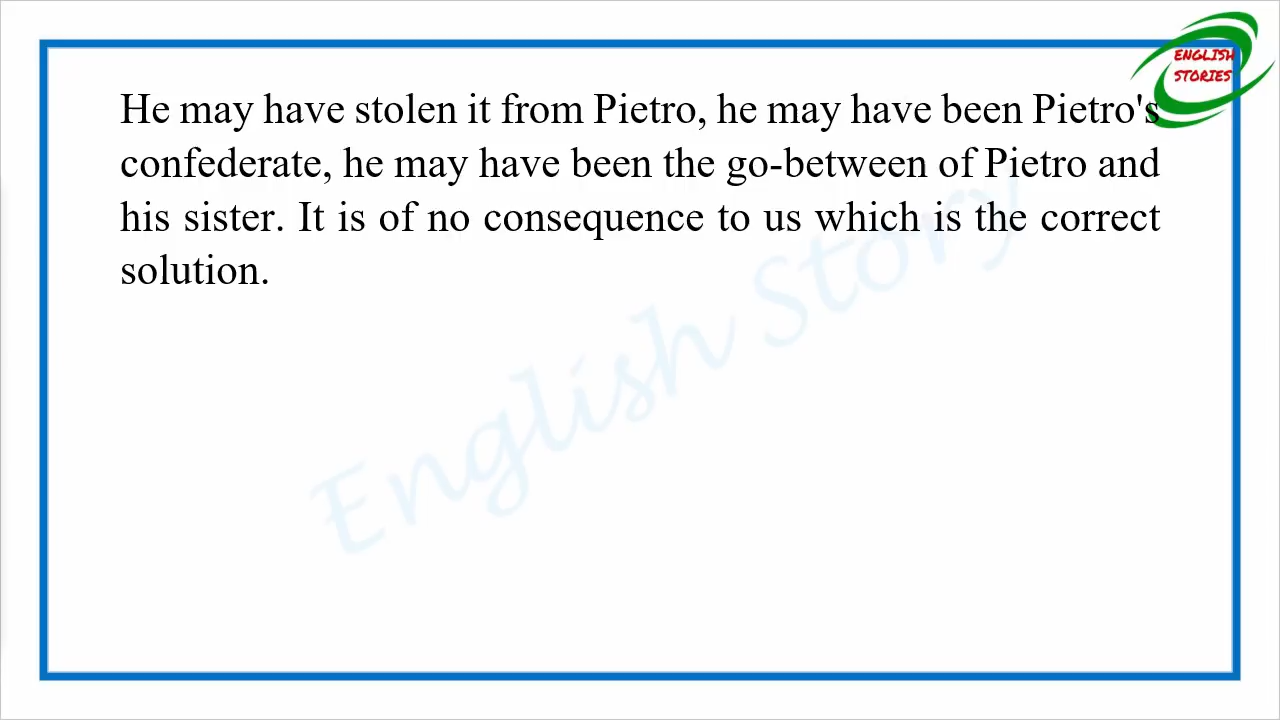 ENGLISH
STORIES
He may have stolen it from Pietro, he may have been Pietro's
confederate, he may have been the go-between of Pietro and
his sister. It is of no consequence to us which is the correct
solution.
English Story